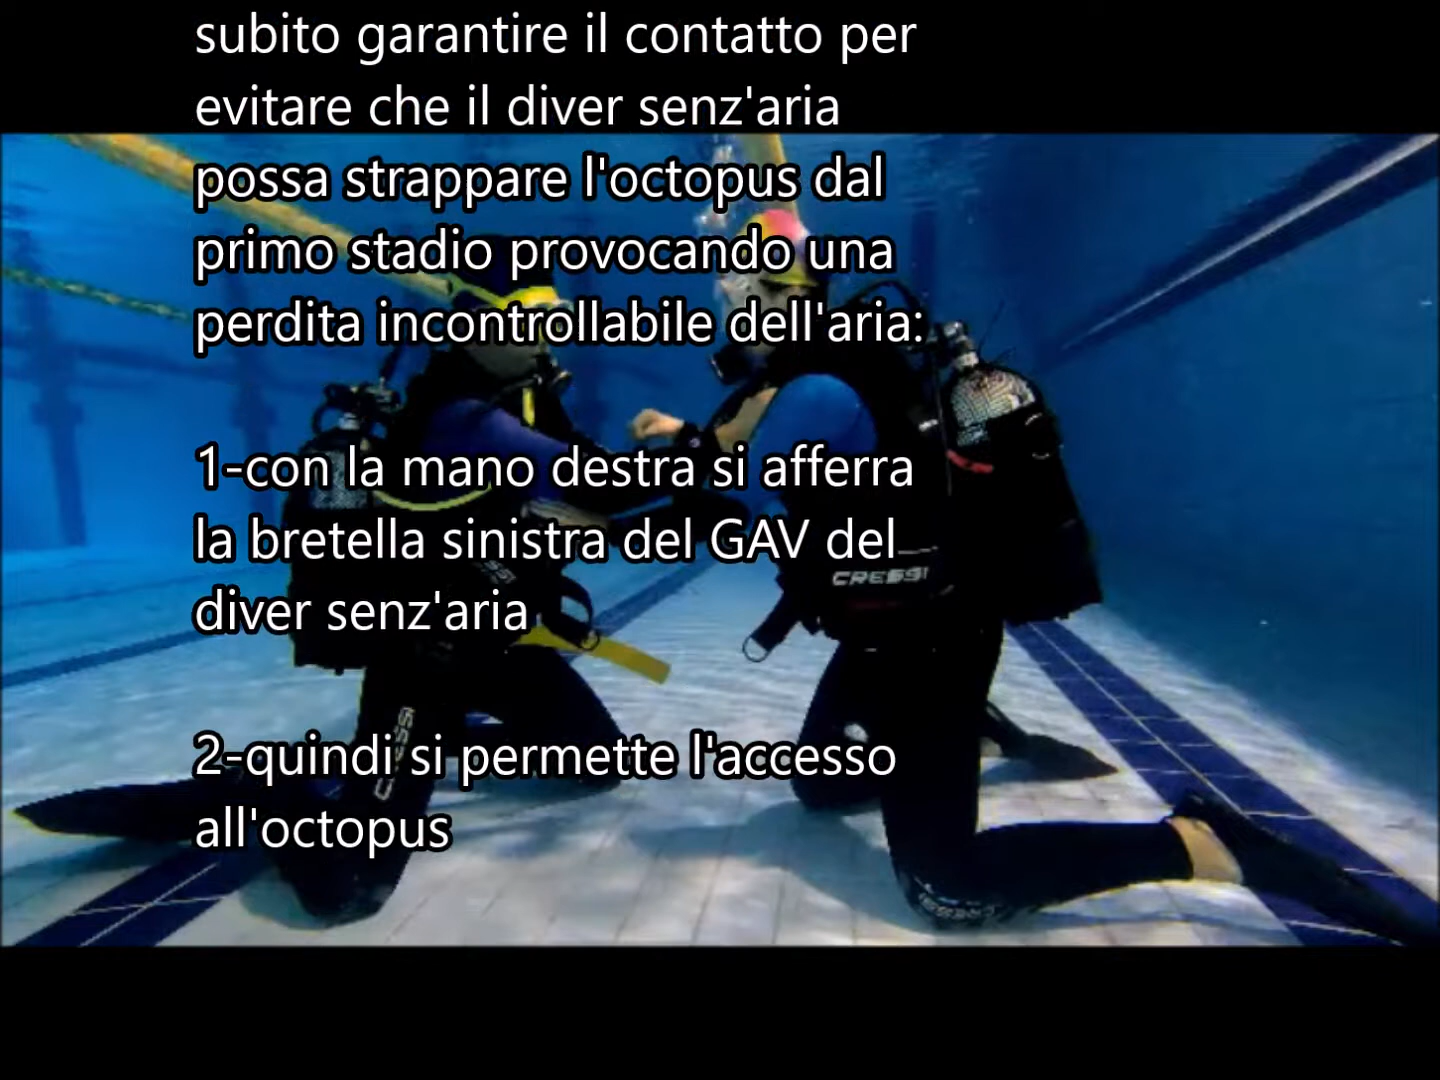 subito garantire il contatto per
evitare che il diver senz'aria
possa strappare l'octopus dal
primo stadio provocando una
perdita incontrollabile dell'aria:
1-con la mano destra si afferra
la bretella sinistra del GAV del
diver senz'aria
CRESSI
2-quindi si permette l'accesso
all'octopus
CRESSI